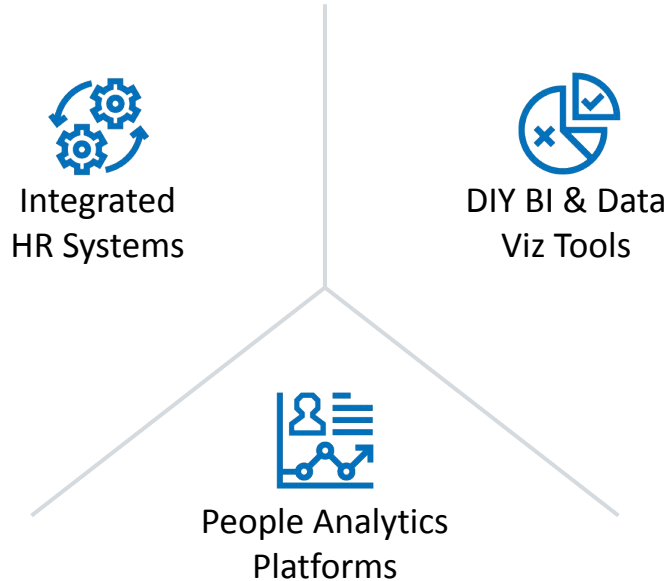 Integrated
HR Systems
DIY BI & Data
Viz Tools
People Analytics
Platforms